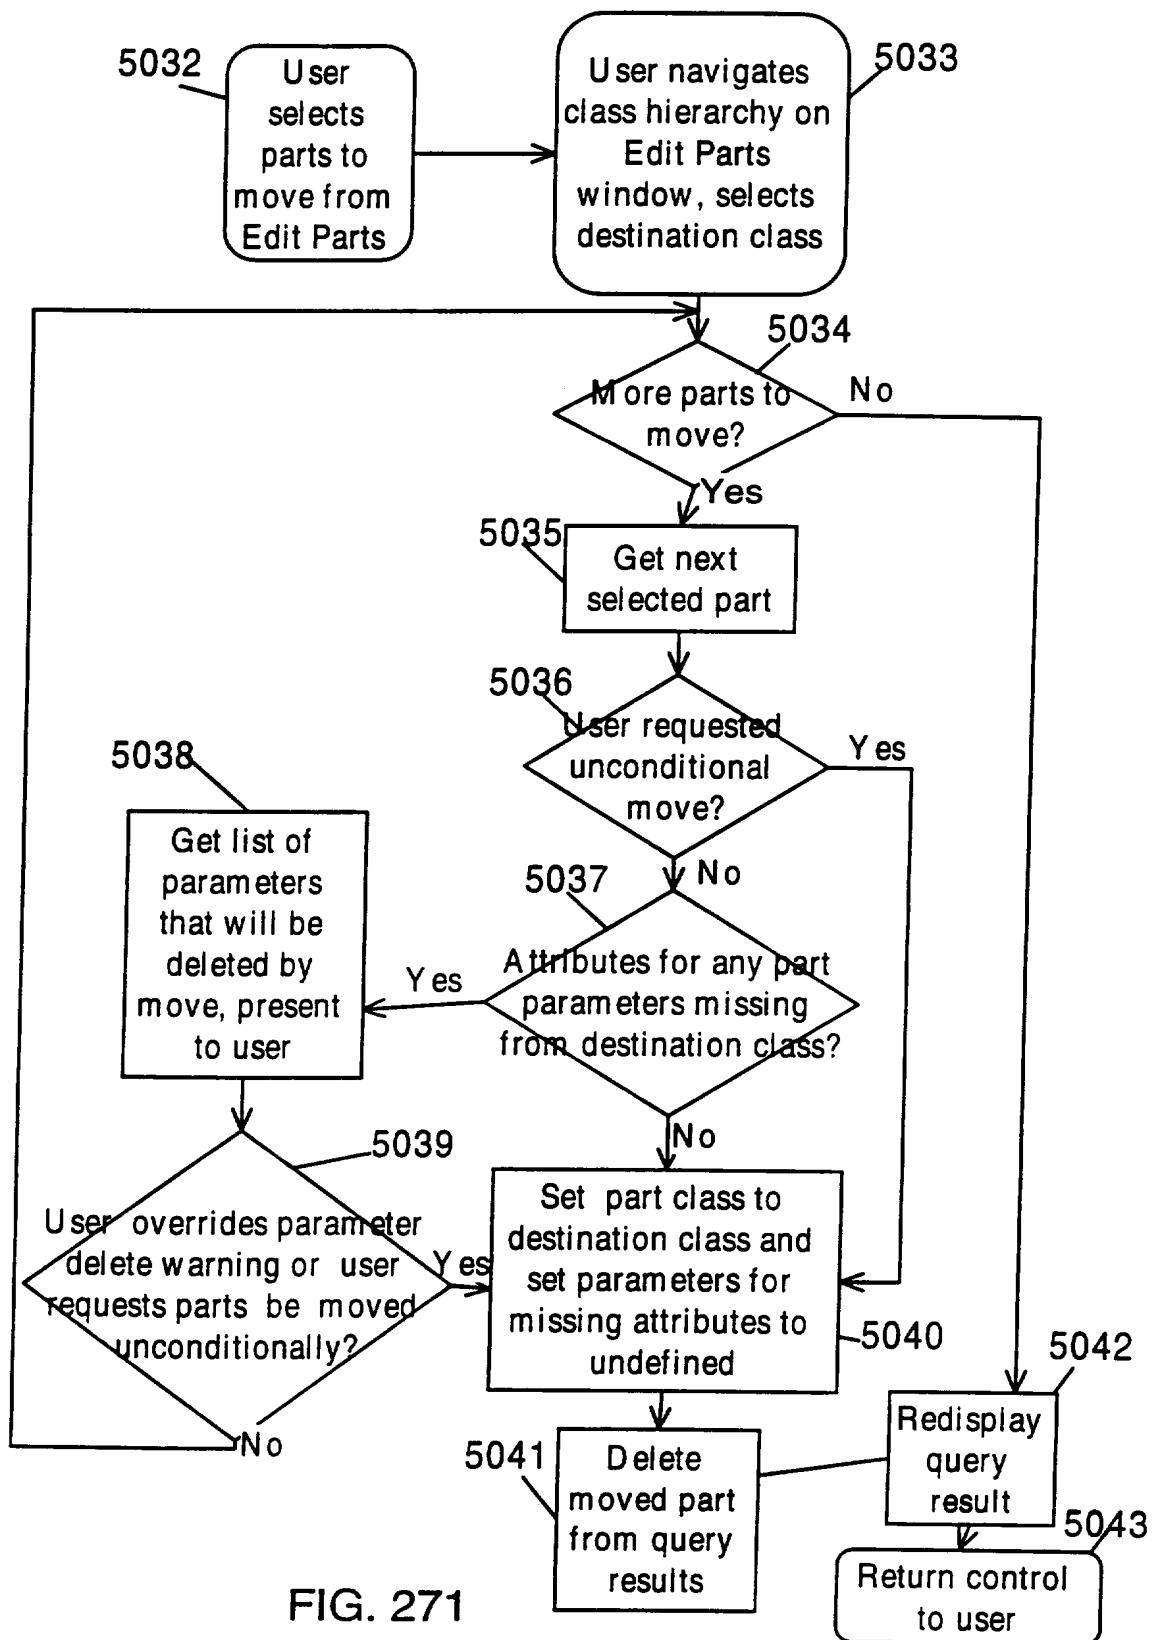 5032
User
selects
parts to
move from
Edit Parts
5033
User navigates
class hierarchy on
Edit Parts
window, selects
destination class
5034
More parts to
move?
No
Yes
5035
Get next
selected part
5036
User requested
unconditional
move?
Yes
No
5037
Attributes for any part
parameters missing
from destination class?
Yes
No
5038
Get list of
parameters
that will be
deleted by
move, present
to user
5039
User overrides parameter
delete warning or user
requests parts be moved
unconditionally?
Yes
No
Set part class to
destination class and
set parameters for
missing attributes to
undefined
5040
5041
Delete
moved part
from query
results
5042
Redisplay
query
result
5043
Return control
to user
FIG. 271